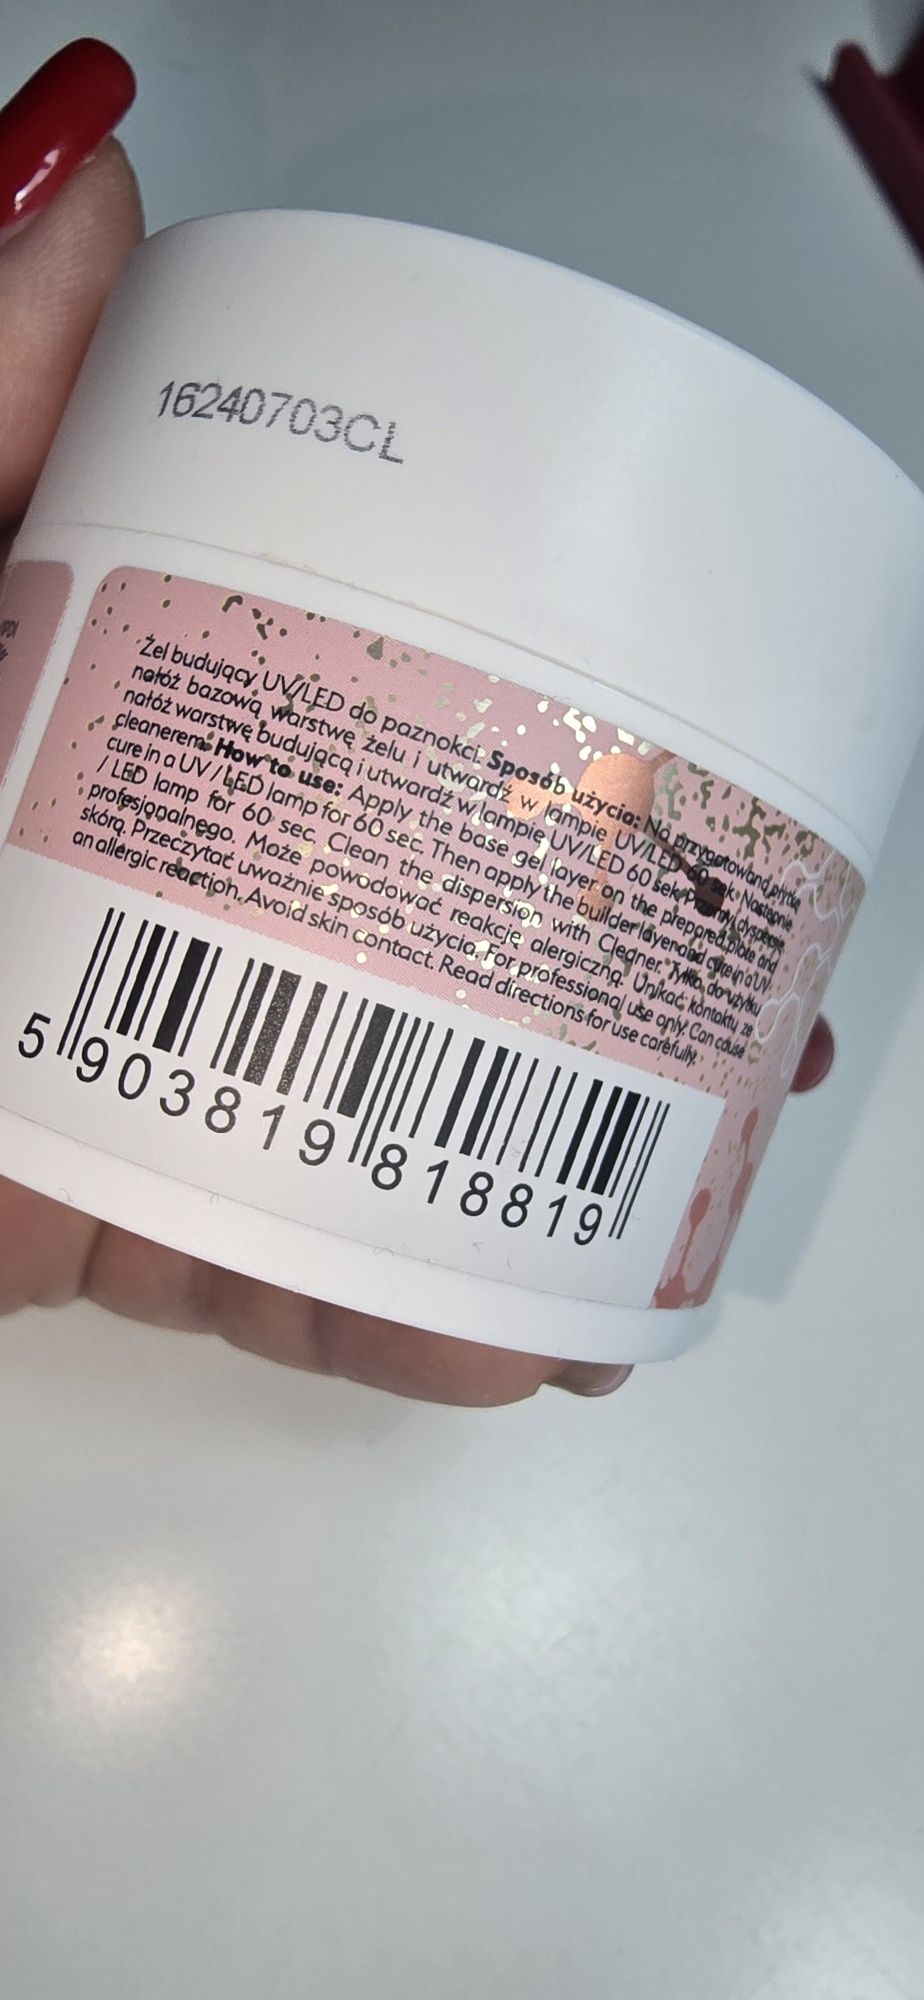 16240703CL
Żel budujący UV/LED do paznokci. Sposób użycia: Na przygotowaną płytkę
nałóż bazową warstwę żelu i utwardź w lampie UV/LED 60 sek. Następnie
nałóż warstwę budującą i utwardź w lampie UV/LED 60 sek. Przemyj dyspersję
cleanerem. How to use: Apply the base gel layer on the prepared plate and
cure in a UV / LED lamp for 60 sec. Then apply the builder layer and cure in a UV
/ LED lamp for 60 sec. Clean the dispersion with Cleaner. Tylko do użytku
profesjonalnego. Może powodować reakcję alergiczną. Unikać kontaktu ze
skórą. Przeczytać uważnie sposób użycia. For professional use only. Can cause
an allergic reaction. Avoid skin contact. Read directions for use carefully.
5 903819 818819